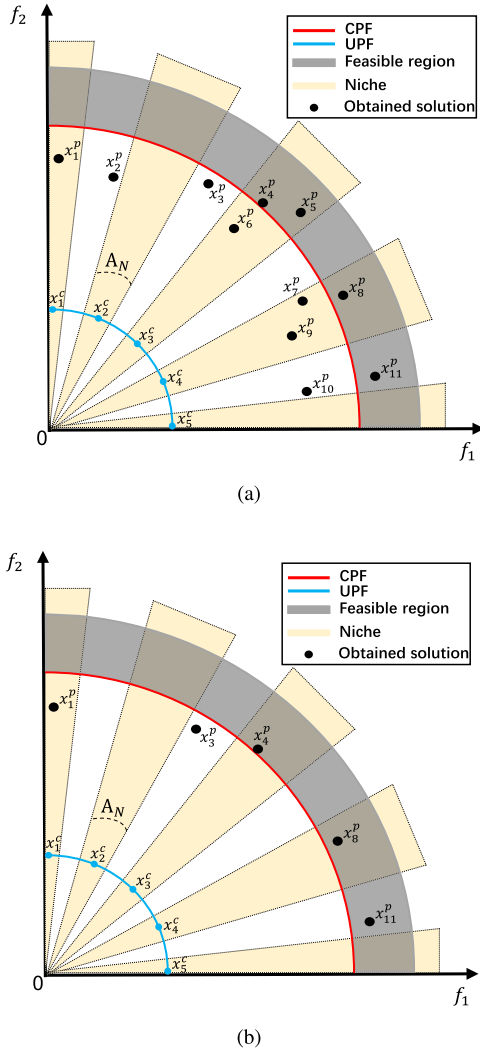 f₂
CPF
UPF
Feasible region
Niche
Obtained solution
x₁ᵖ
x₂ᵖ
x₃ᵖ
x₄ᵖ
x₅ᵖ
x₆ᵖ
A_N
x₇ᵖ
x₈ᵖ
x₁ᶜ
x₂ᶜ
x₃ᶜ
x₉ᵖ
x₄ᶜ
x₁₀ᵖ
x₁₁ᵖ
x₅ᶜ
0
f₁
(a)
f₂
CPF
UPF
Feasible region
Niche
Obtained solution
x₁ᵖ
x₃ᵖ
x₄ᵖ
A_N
x₈ᵖ
x₁ᶜ
x₂ᶜ
x₃ᶜ
x₄ᶜ
x₁₁ᵖ
x₅ᶜ
0
f₁
(b)